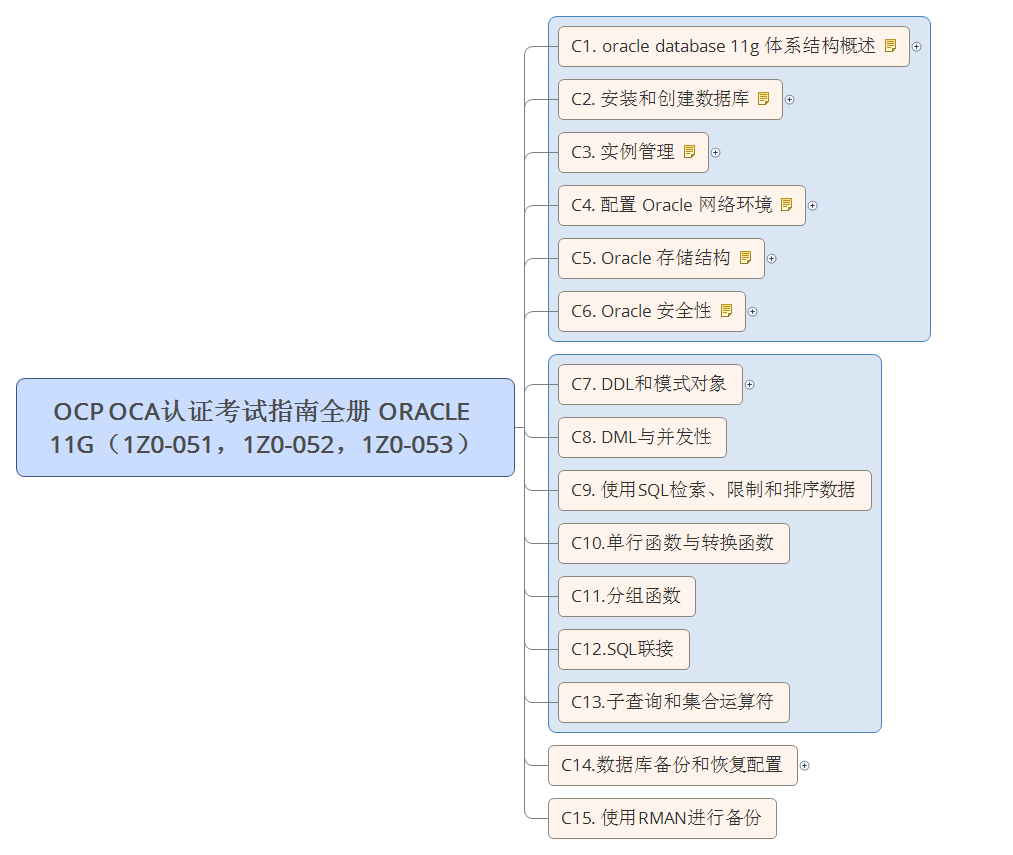 OCP OCA认证考试指南全册 ORACLE
11G（1Z0-051，1Z0-052，1Z0-053）
C1. oracle database 11g 体系结构概述
C2. 安装和创建数据库
C3. 实例管理
C4. 配置 Oracle 网络环境
C5. Oracle 存储结构
C6. Oracle 安全性
C7. DDL和模式对象
C8. DML与并发性
C9. 使用SQL检索、限制和排序数据
C10.单行函数与转换函数
C11.分组函数
C12.SQL联接
C13.子查询和集合运算符
C14.数据库备份和恢复配置
C15. 使用RMAN进行备份